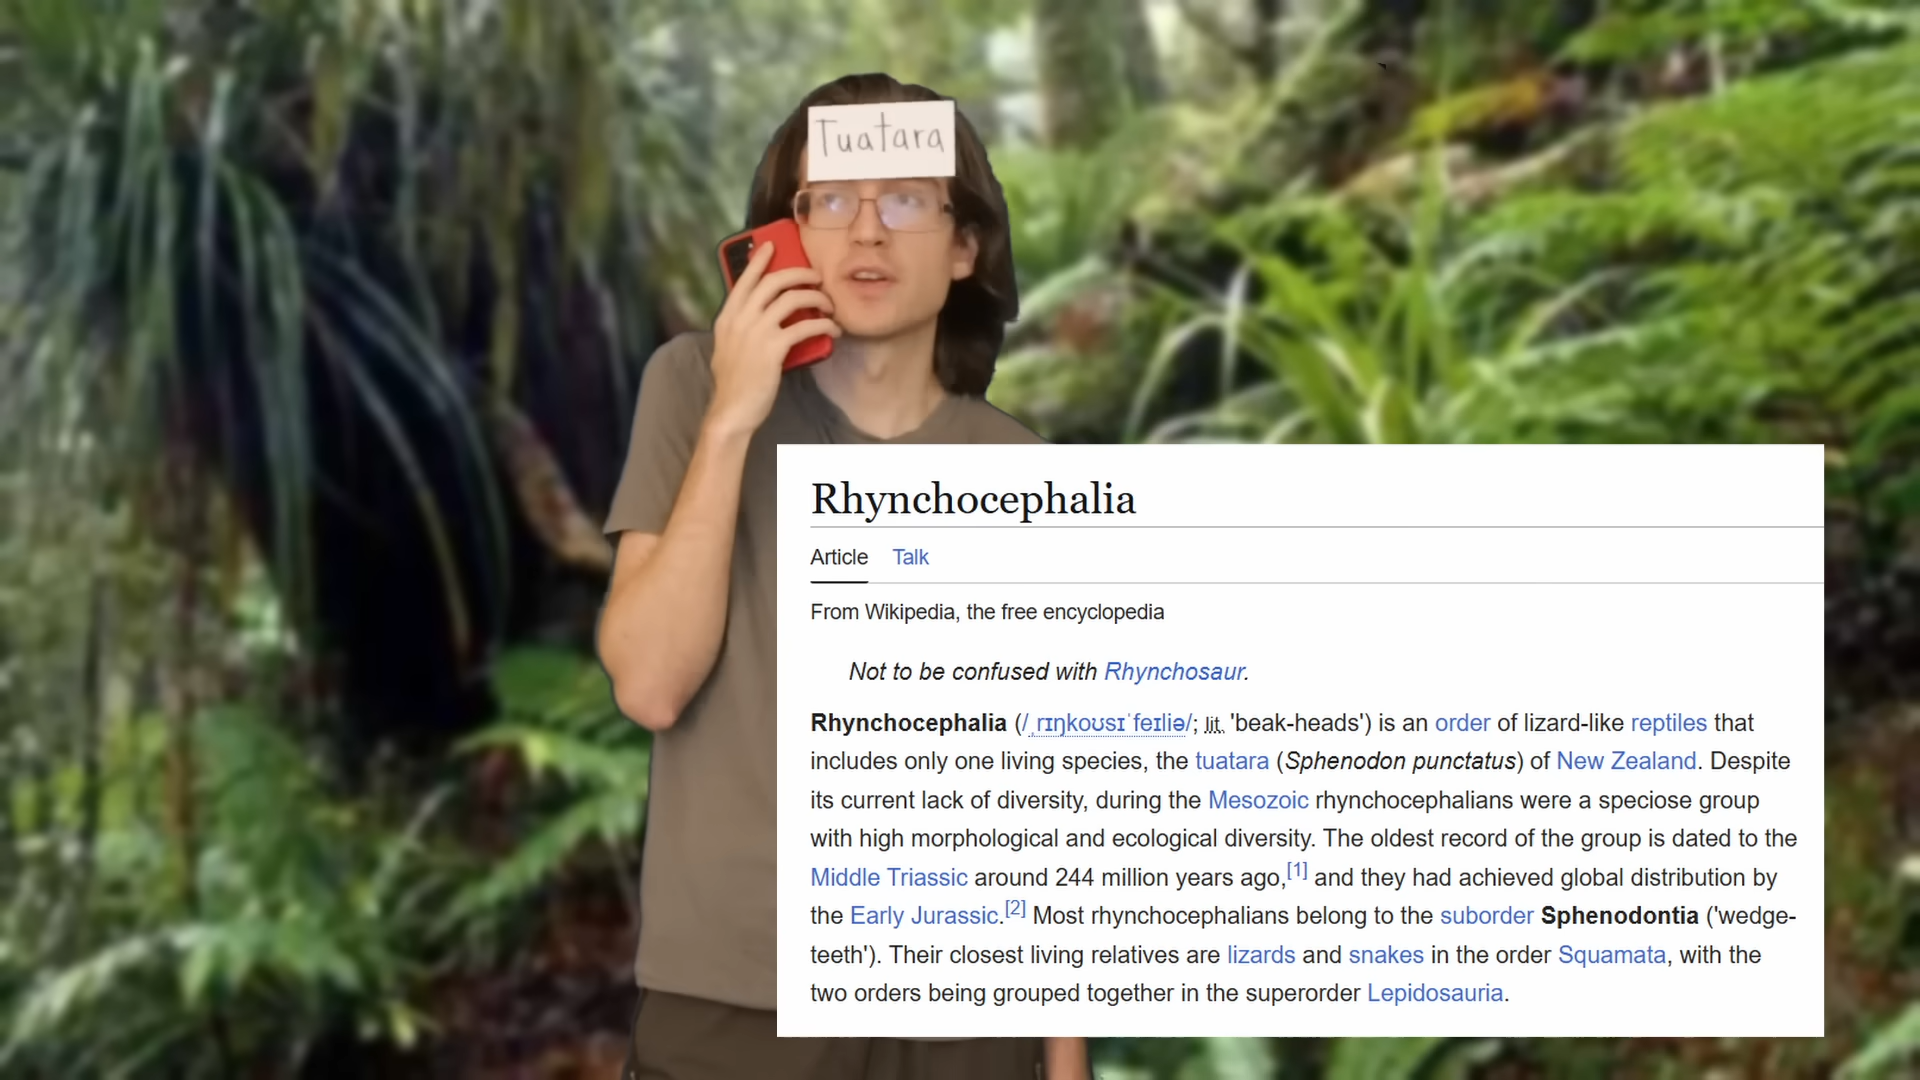 Tuatara
Rhynchocephalia
Article Talk
From Wikipedia, the free encyclopedia
Not to be confused with Rhynchosaur.
Rhynchocephalia (/ˌrɪŋkoʊsɪˈfeɪliə/; lit. 'beak-heads') is an order of lizard-like reptiles that
includes only one living species, the tuatara (Sphenodon punctatus) of New Zealand. Despite
its current lack of diversity, during the Mesozoic rhynchocephalians were a speciose group
with high morphological and ecological diversity. The oldest record of the group is dated to the
Middle Triassic around 244 million years ago,[1] and they had achieved global distribution by
the Early Jurassic.[2] Most rhynchocephalians belong to the suborder Sphenodontia ('wedge-
teeth'). Their closest living relatives are lizards and snakes in the order Squamata, with the
two orders being grouped together in the superorder Lepidosauria.